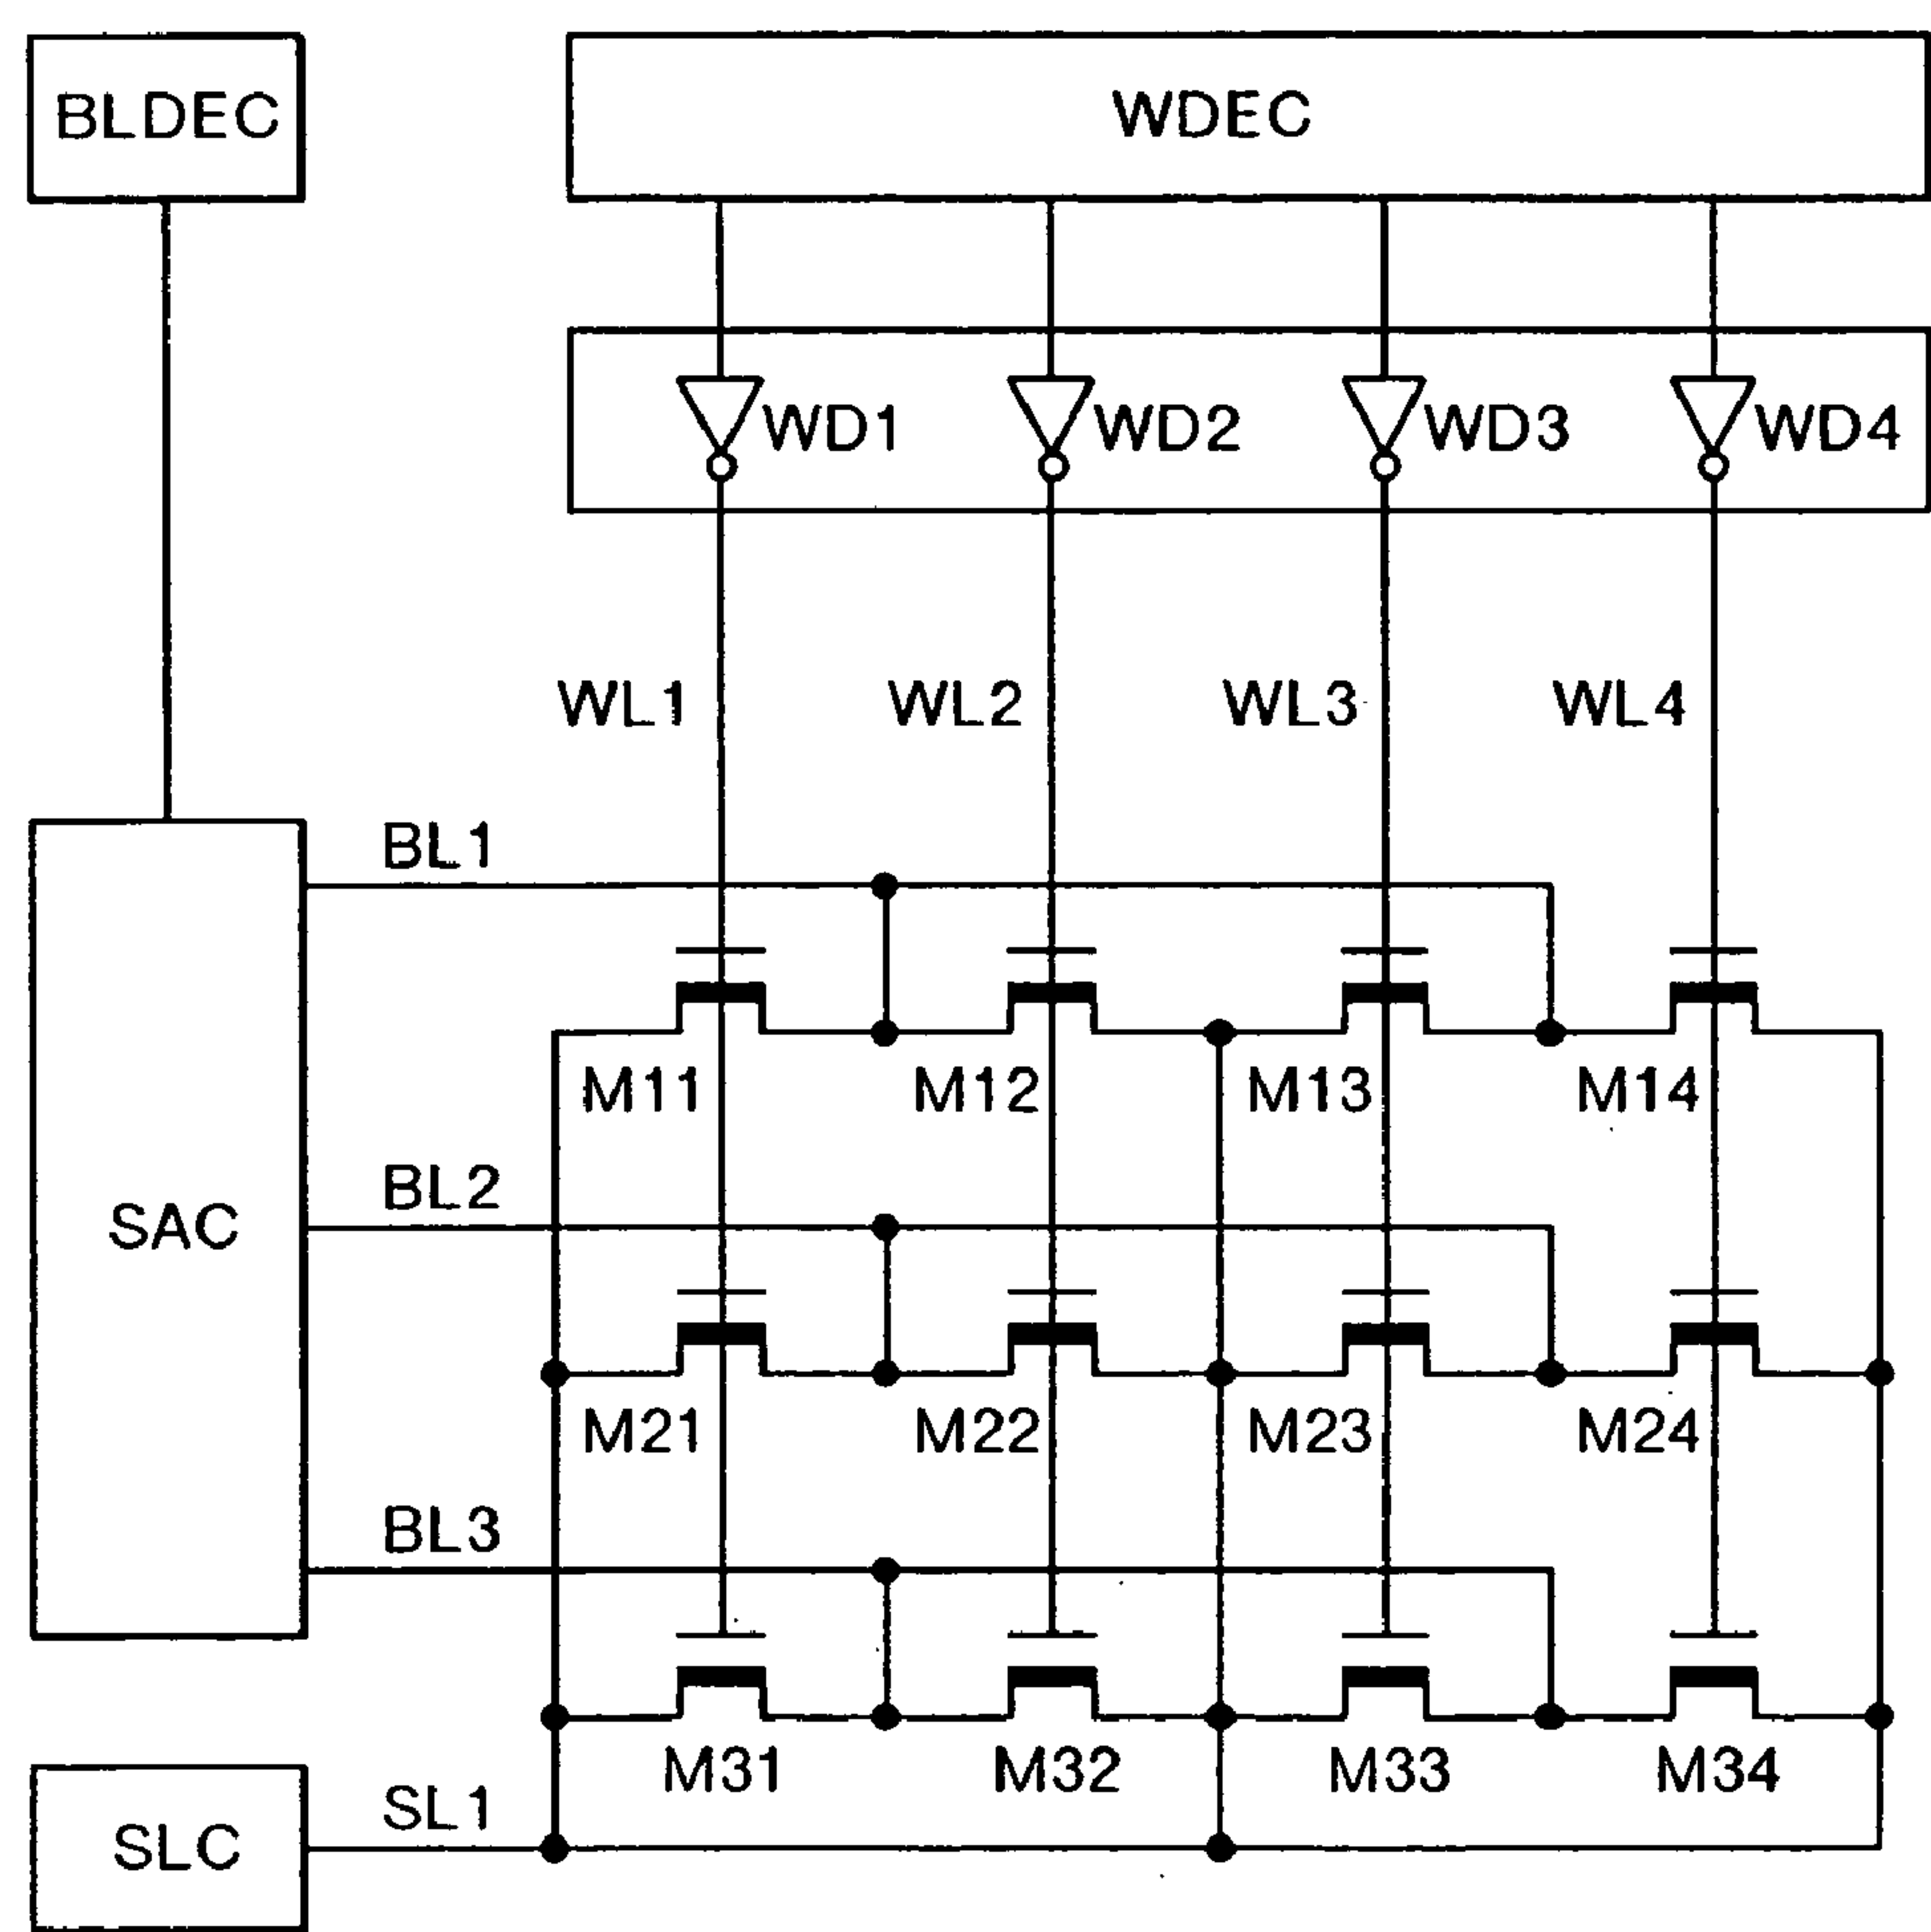 BLDEC
WDEC
WD1 WD2 WD3 WD4
WL1 WL2 WL3 WL4
BL1
M11 M12 M13 M14
BL2
SAC
M21 M22 M23 M24
BL3
M31 M32 M33 M34
SL1
SLC